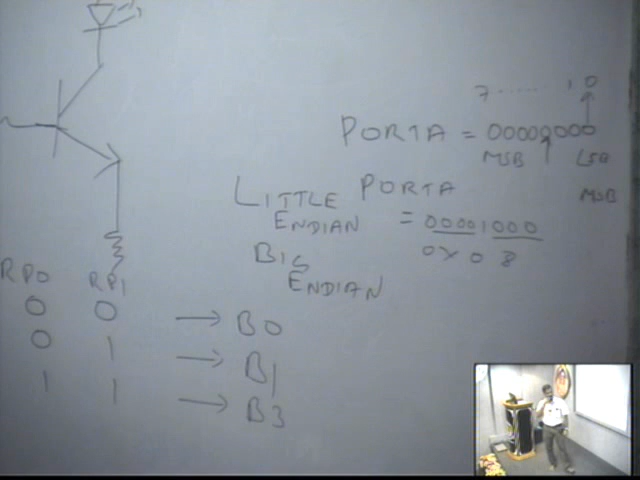 7 ..... 1 0
PORTA = 00000000
MSB LSB
MSB
LITTLE ENDIAN
PORTA = 00001000
0x08
BIG ENDIAN
RP0 RP1
0 0 → B0
0 1 → B1
1 1 → B3